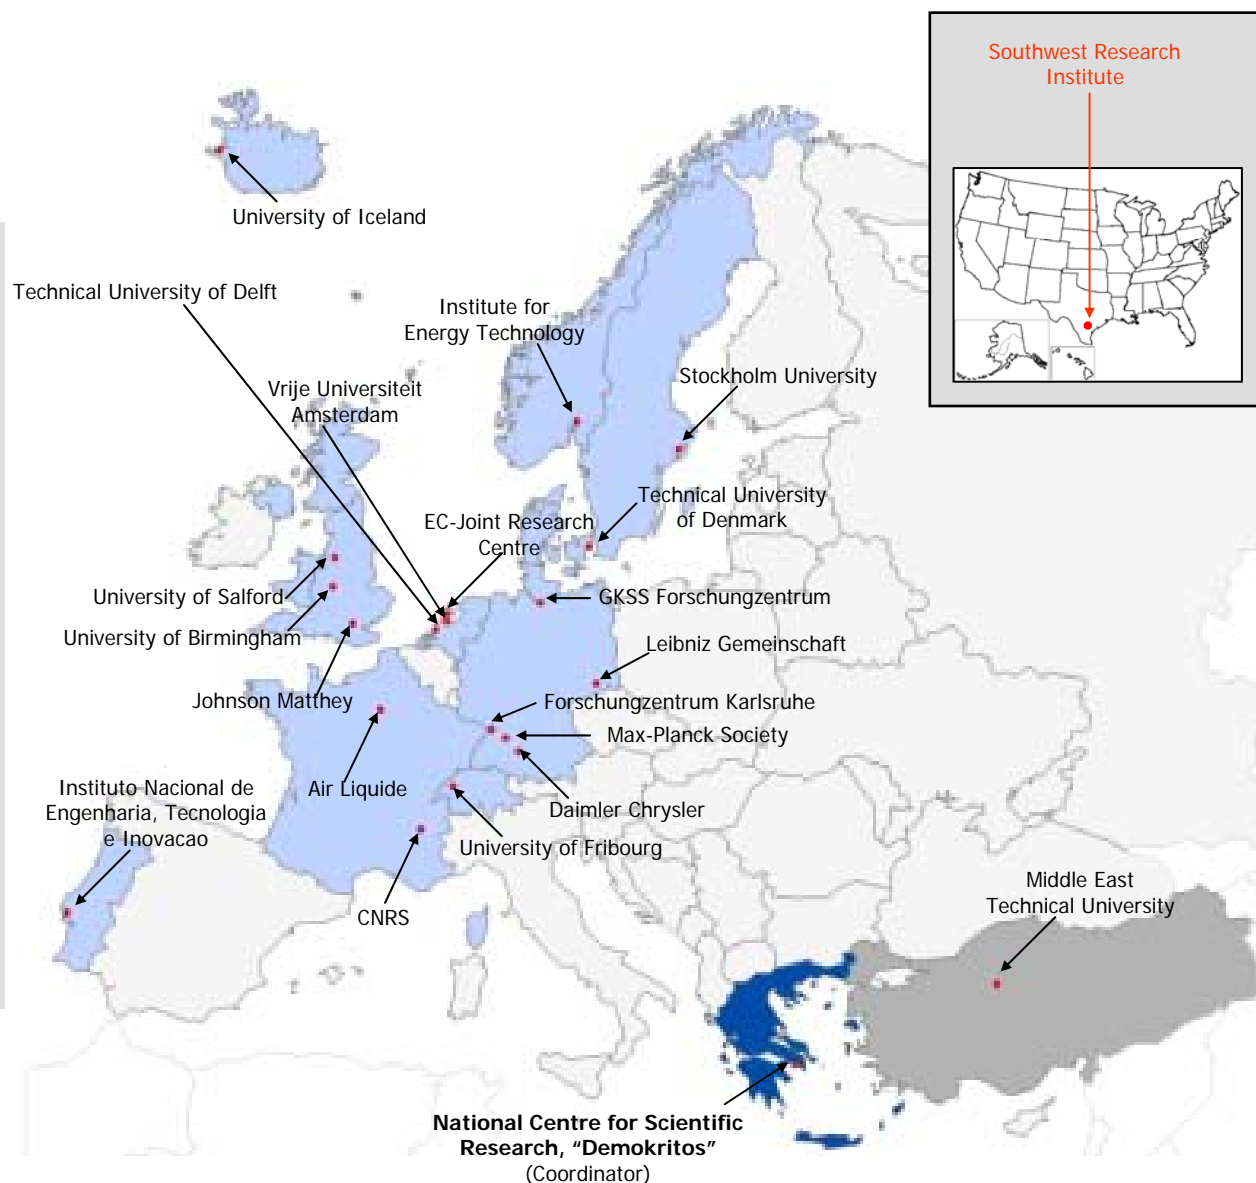 Southwest Research
Institute
University of Iceland
Technical University of Delft
Institute for
Energy Technology
Vrije Universiteit
Amsterdam
Stockholm University
Technical University
of Denmark
EC-Joint Research
Centre
University of Salford
GKSS Forschungzentrum
University of Birmingham
Leibniz Gemeinschaft
Johnson Matthey
Forschungzentrum Karlsruhe
Max-Planck Society
Instituto Nacional de
Engenharia, Tecnologia
e Inovacao
Air Liquide
Daimler Chrysler
University of Fribourg
CNRS
Middle East
Technical University
National Centre for Scientific
Research, “Demokritos”
(Coordinator)